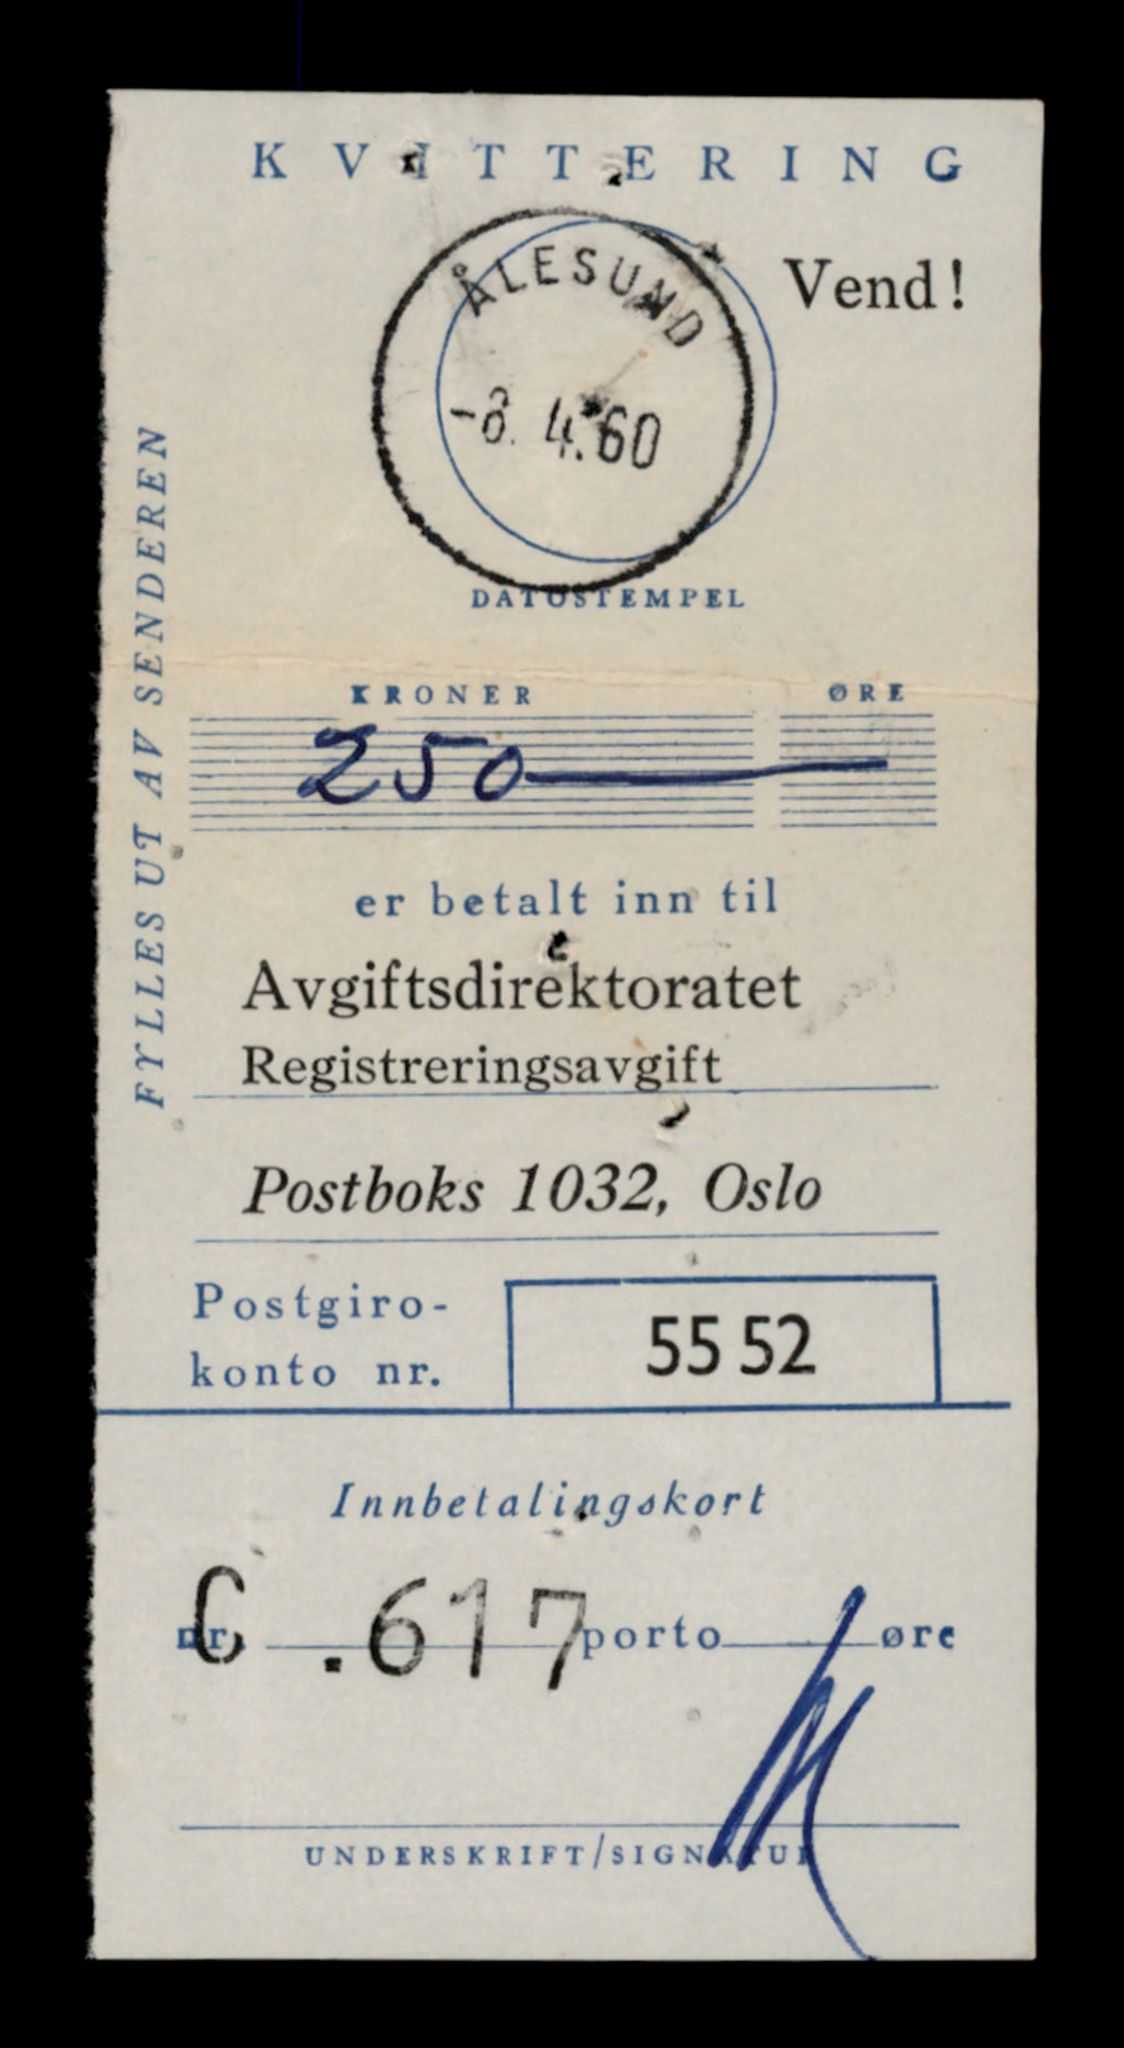 KVITTERING
Vend!
ÅLESUND
-8. 4. 60
DATOSTEMPEL
FYLLES UT AV SENDEREN
KRONER ØRE
250
er betalt inn til
Avgiftsdirektoratet
Registreringsavgift
Postboks 1032, Oslo
Postgiro-
konto nr.
55 52
Innbetalingskort
nr. C .617 porto øre
UNDERSKRIFT/SIGNATUR